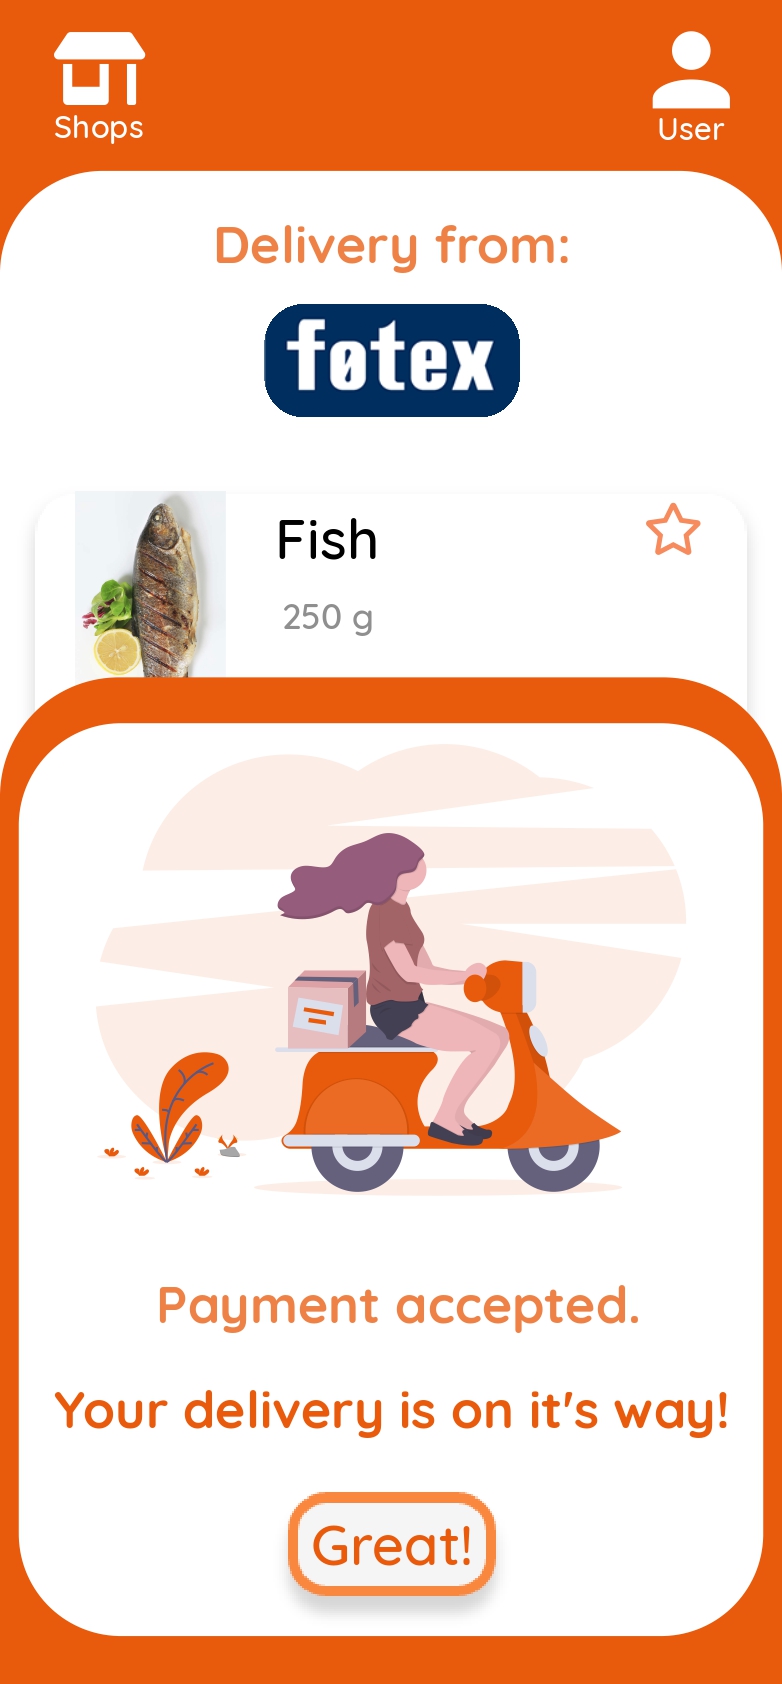 Shops
User
Delivery from:
føtex
Fish
250 g
Payment accepted.
Your delivery is on it's way!
Great!